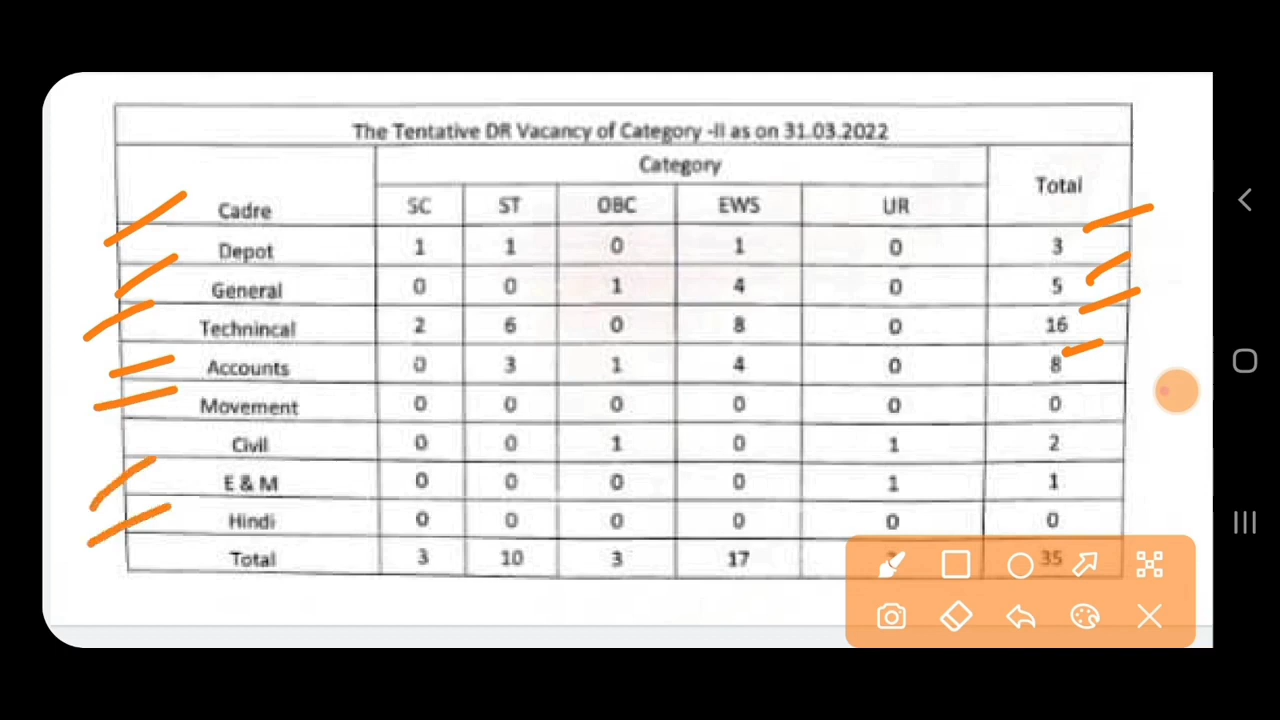 The Tentative DR Vacancy of Category -II as on 31.03.2022
Category
Cadre SC ST OBC EWS UR Total
Depot 1 1 0 1 0 3
General 0 0 1 4 0 5
Technincal 2 6 0 8 0 16
Accounts 0 3 1 4 0 8
Movement 0 0 0 0 0 0
Civil 0 0 1 0 1 2
E & M 0 0 0 0 1 1
Hindi 0 0 0 0 0 0
Total 3 10 3 17 35